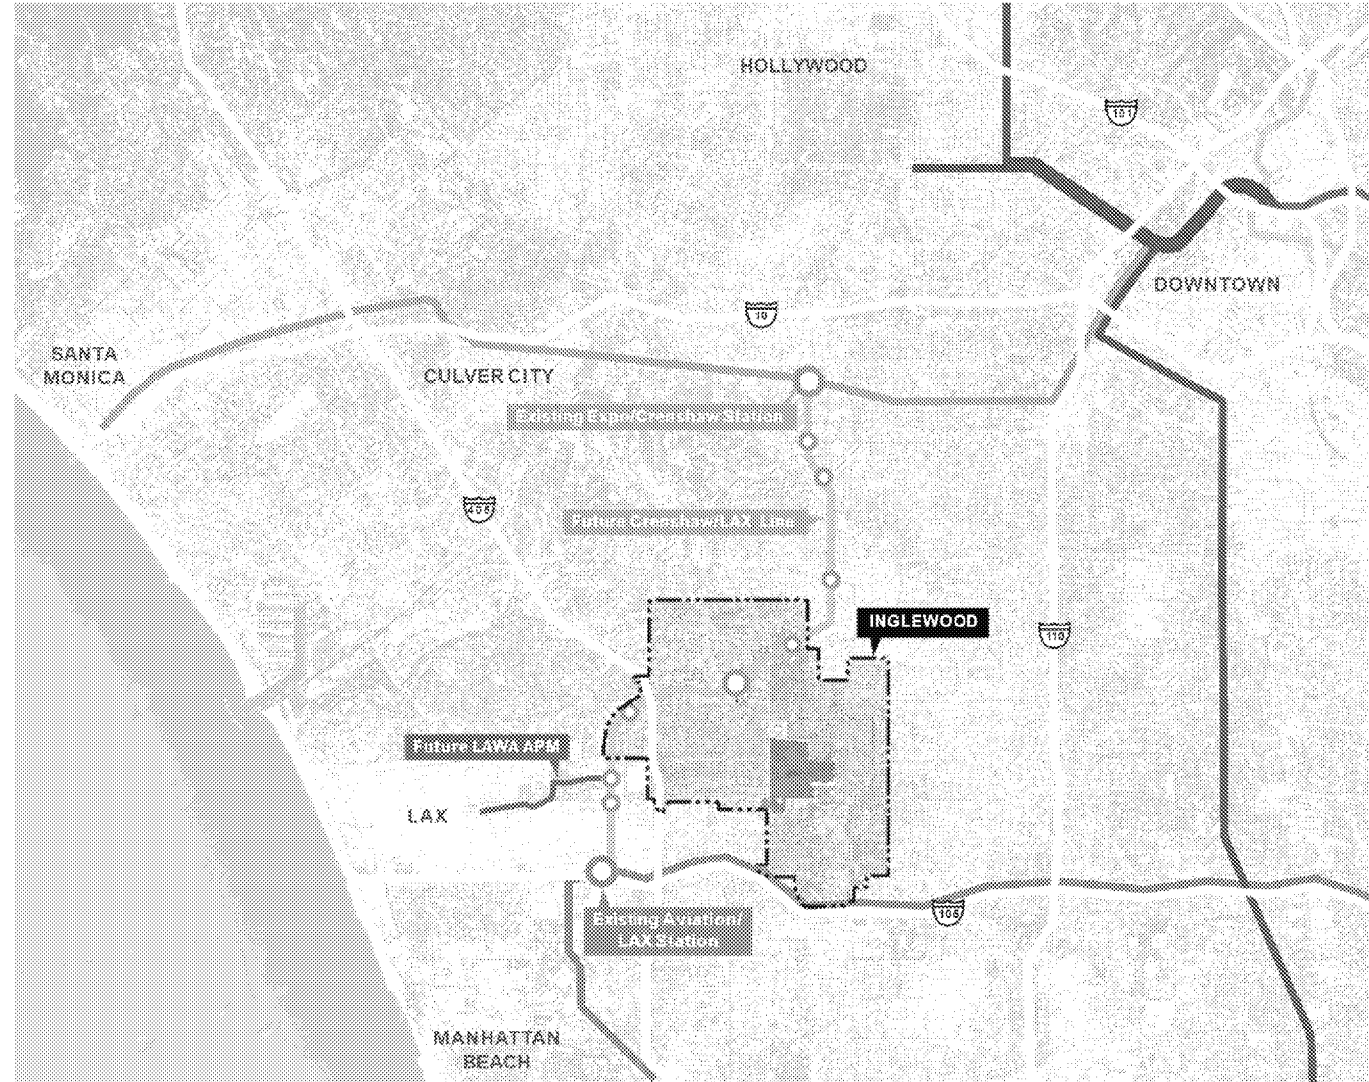 HOLLYWOOD
101
DOWNTOWN
10
SANTA
MONICA
CULVER CITY
Existing Expo/Crenshaw Station
405
Future Crenshaw/LAX Line
INGLEWOOD
110
Future LAWA APM
LAX
Existing Aviation/
LAX Station
105
MANHATTAN
BEACH